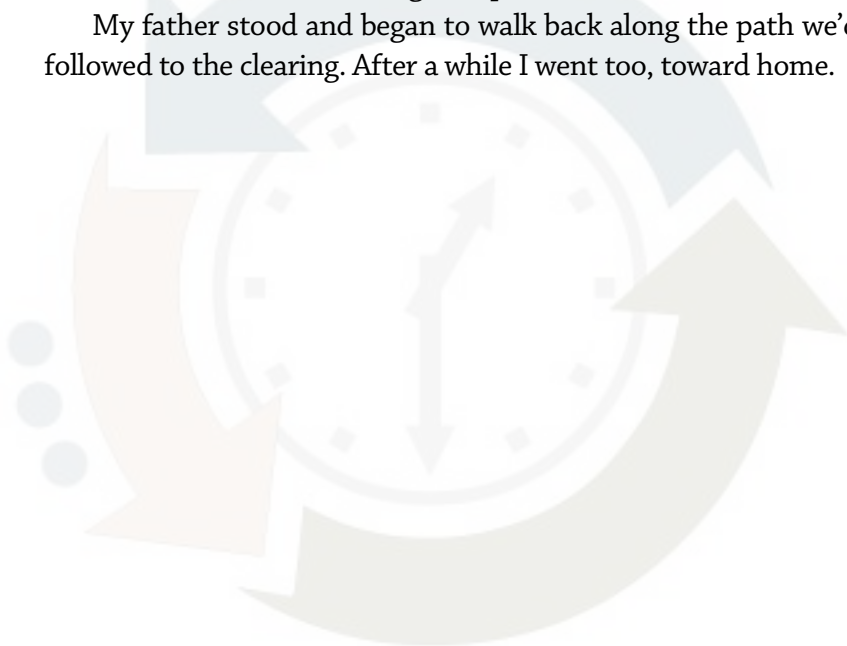 My father stood and began to walk back along the path we’d
followed to the clearing. After a while I went too, toward home.